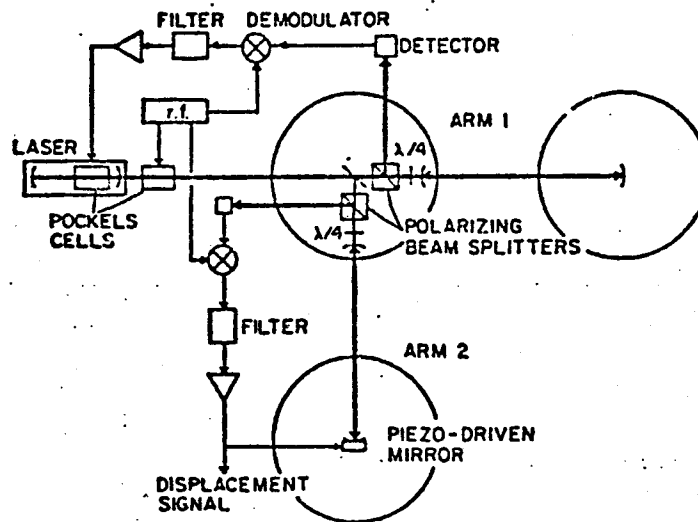 FILTER
DEMODULATOR
DETECTOR
r.f.
ARM 1
LASER
λ/4
POCKELS
CELLS
POLARIZING
BEAM SPLITTERS
λ/4
FILTER
ARM 2
PIEZO-DRIVEN
MIRROR
DISPLACEMENT
SIGNAL